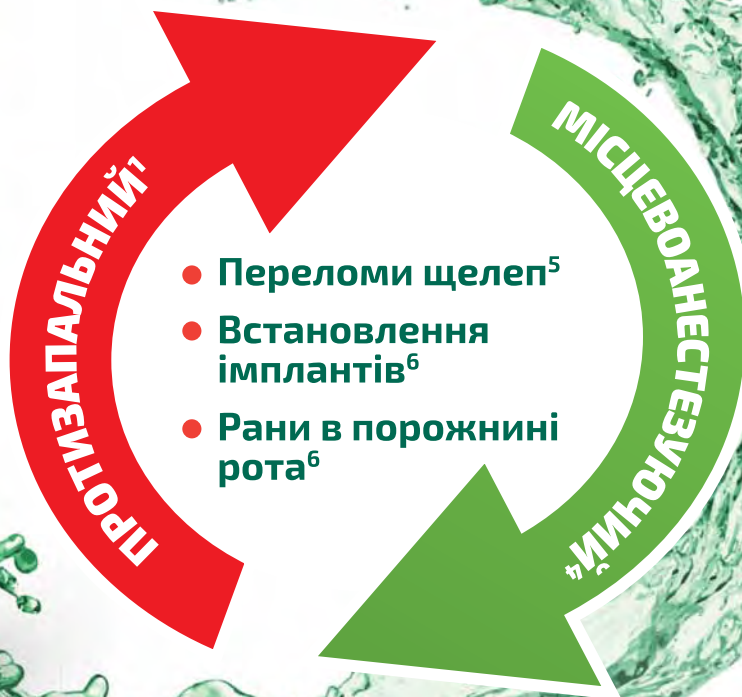 ПРОТИЗАПАЛЬНИЙ¹
МІСЦЕВОАНЕСТЕЗУЮЧИЙ⁴
• Переломи щелеп⁵
• Встановлення
імплантів⁶
• Рани в порожнині
рота⁶